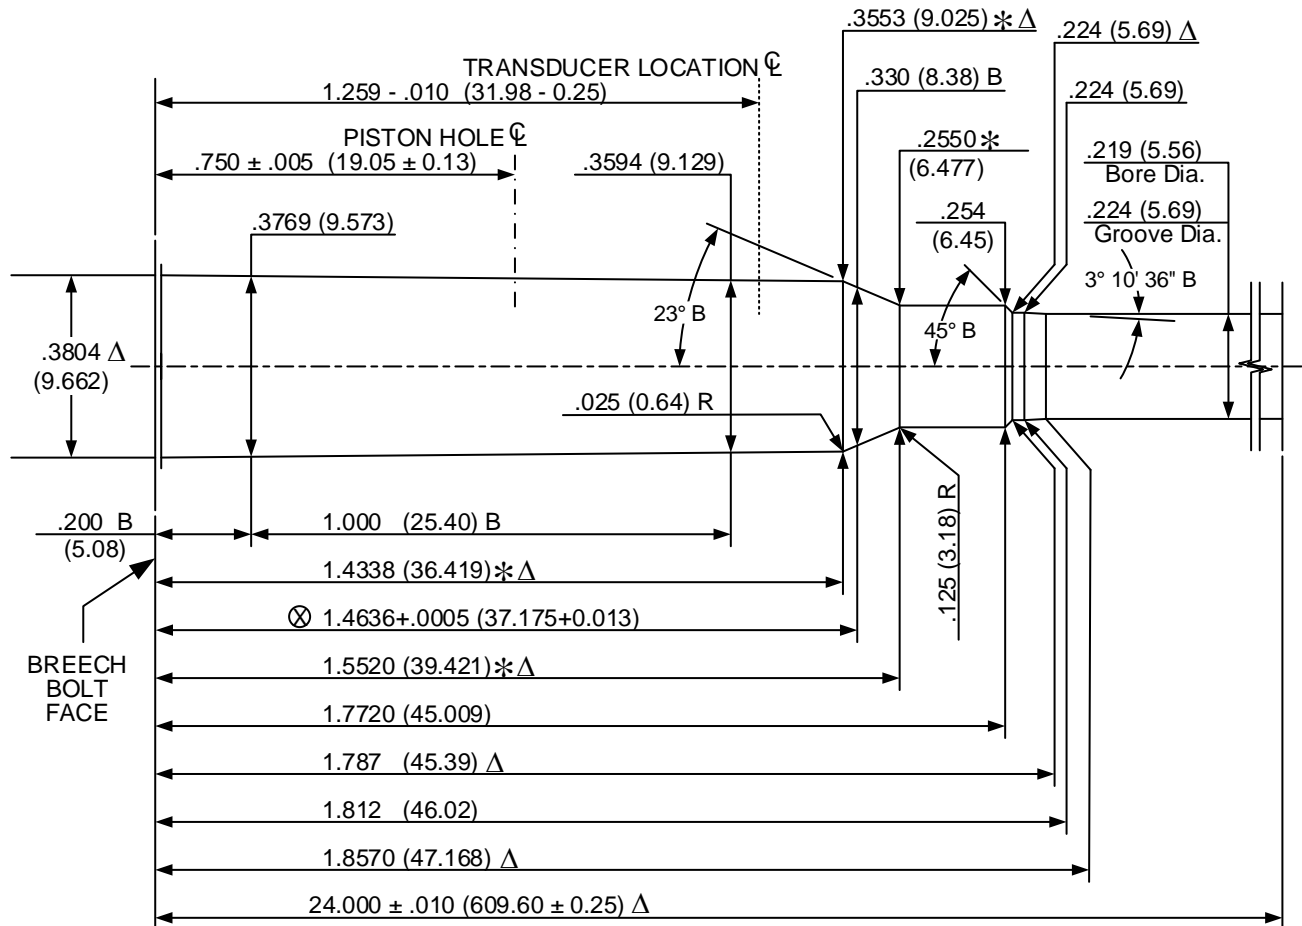 .3553 (9.025) ✻ Δ
.224 (5.69) Δ
TRANSDUCER LOCATION ℄
.330 (8.38) B
1.259 - .010 (31.98 - 0.25)
.224 (5.69)
PISTON HOLE ℄
.2550 ✻
(6.477)
.750 ± .005 (19.05 ± 0.13)
.3594 (9.129)
.219 (5.56)
Bore Dia.
.3769 (9.573)
.254
(6.45)
.224 (5.69)
Groove Dia.
3° 10' 36" B
23° B
45° B
.3804 Δ
(9.662)
.025 (0.64) R
.125 (3.18) R
.200 B
(5.08)
1.000 (25.40) B
1.4338 (36.419) ✻ Δ
⊗ 1.4636+.0005 (37.175+0.013)
BREECH
BOLT
FACE
1.5520 (39.421) ✻ Δ
1.7720 (45.009)
1.787 (45.39) Δ
1.812 (46.02)
1.8570 (47.168) Δ
24.000 ± .010 (609.60 ± 0.25) Δ